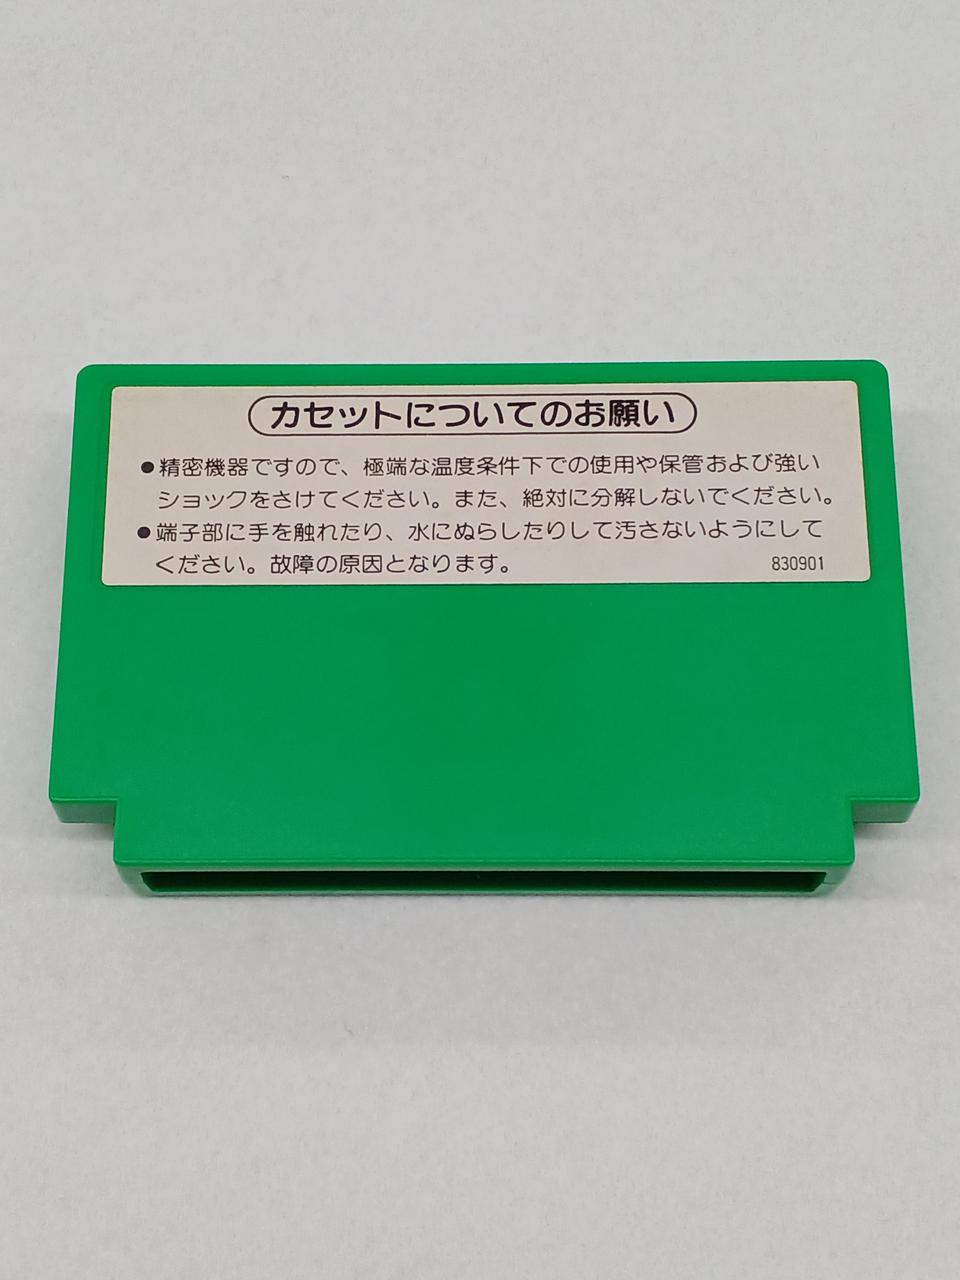 カセットについてのお願い
●精密機器ですので、極端な温度条件下での使用や保管および強い
ショックをさけてください。また、絶対に分解しないでください。
●端子部に手を触れたり、水にぬらしたりして汚さないようにして
ください。故障の原因となります。 830901